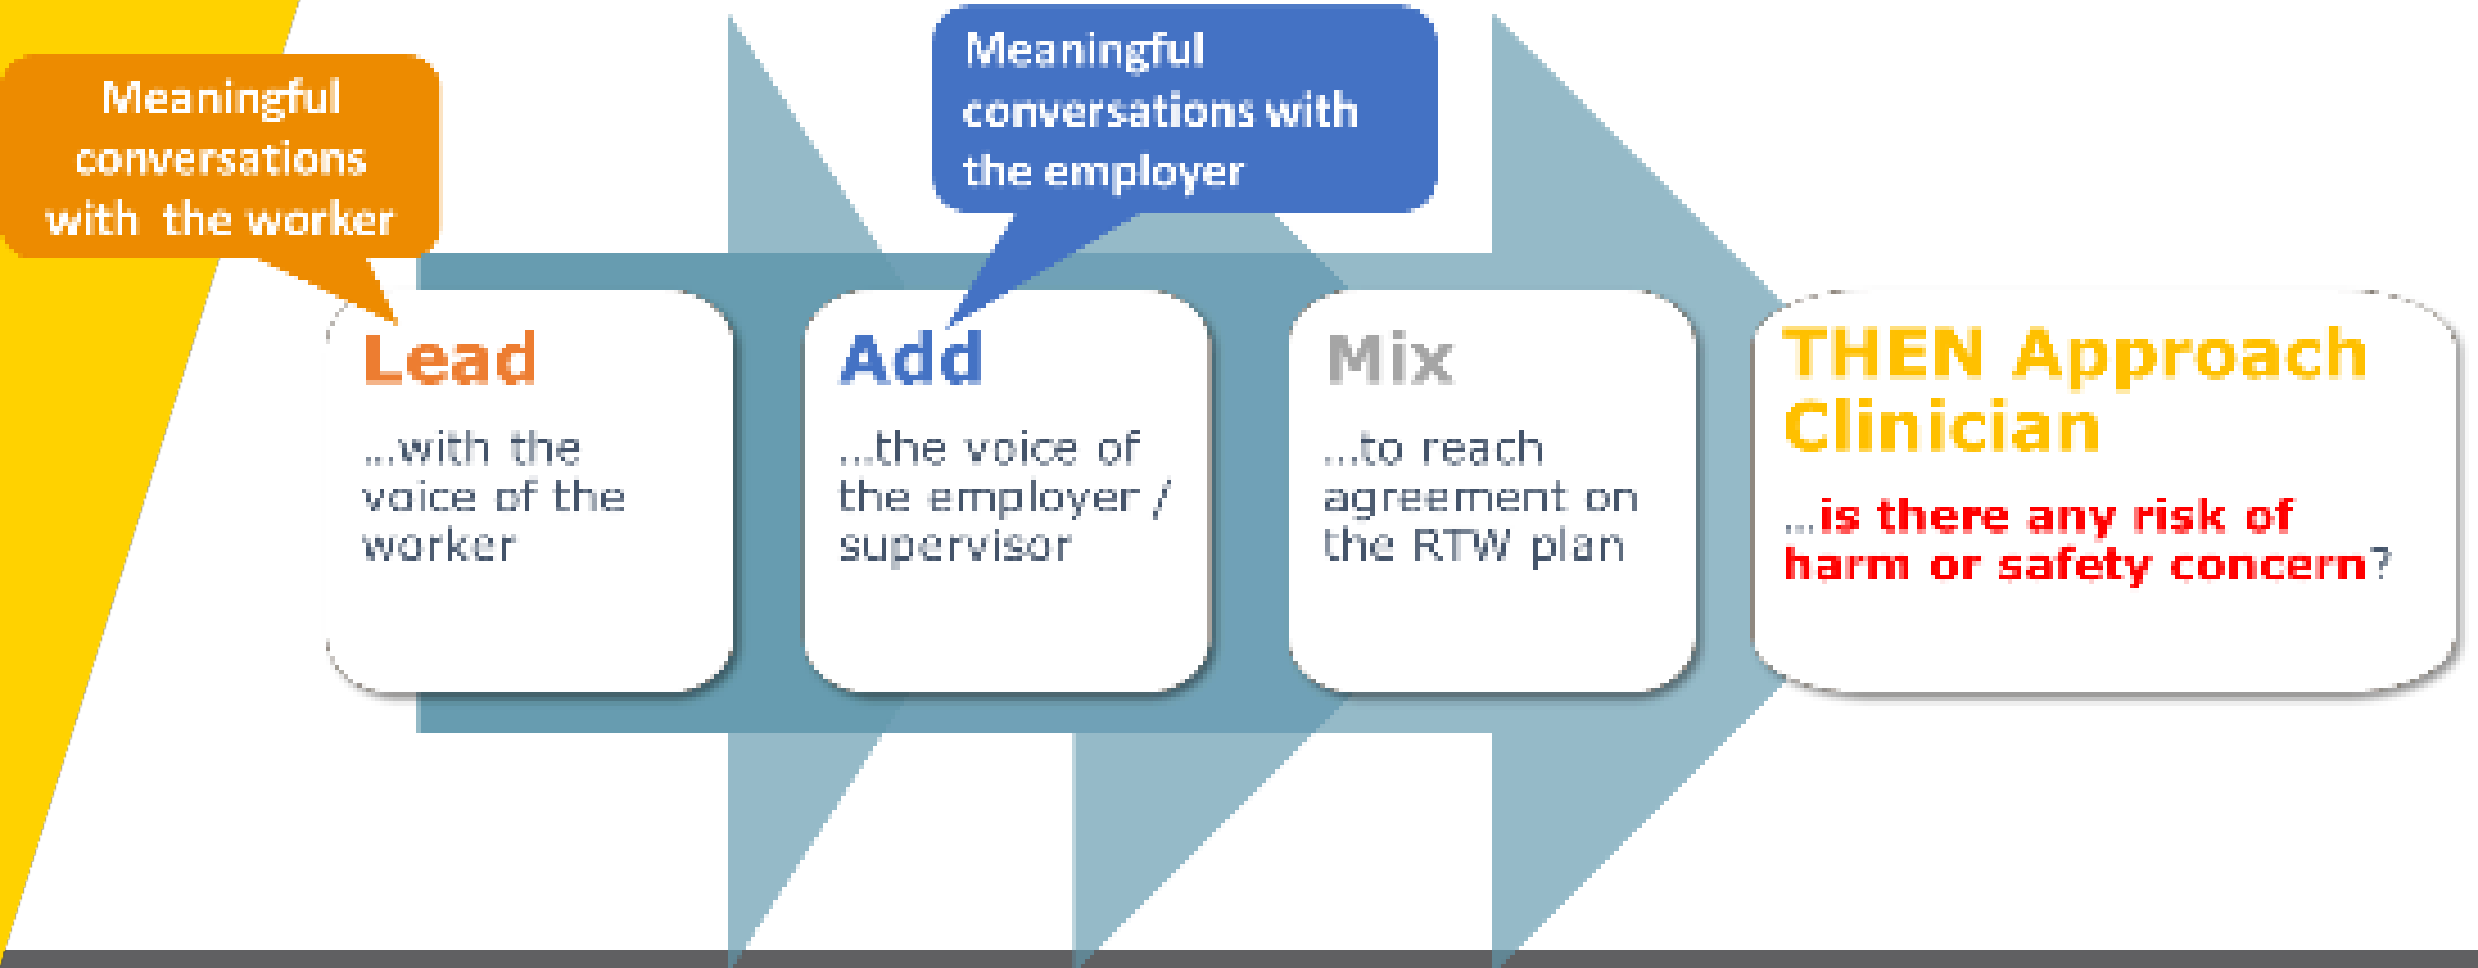 Meaningful
conversations
with the worker
Meaningful
conversations with
the employer
Lead
...with the
voice of the
worker
Add
...the voice of
the employer /
supervisor
Mix
...to reach
agreement on
the RTW plan
THEN Approach
Clinician
...is there any risk of
harm or safety concern?